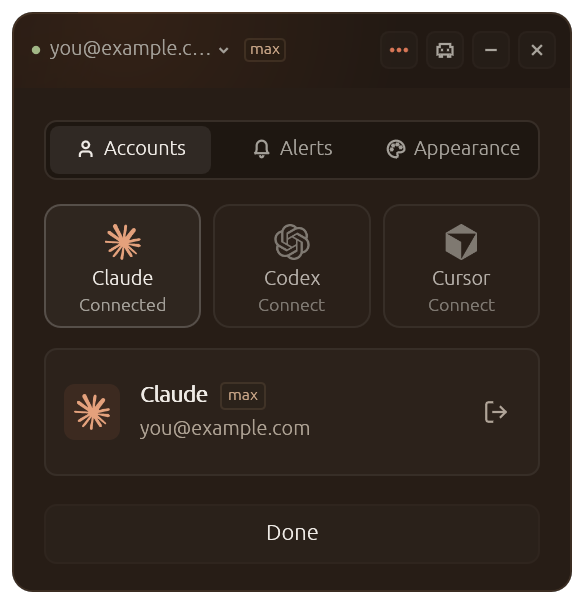 you@example.c... max
Accounts Alerts Appearance
Claude Codex Cursor
Connected Connect Connect
Claude max
you@example.com
Done